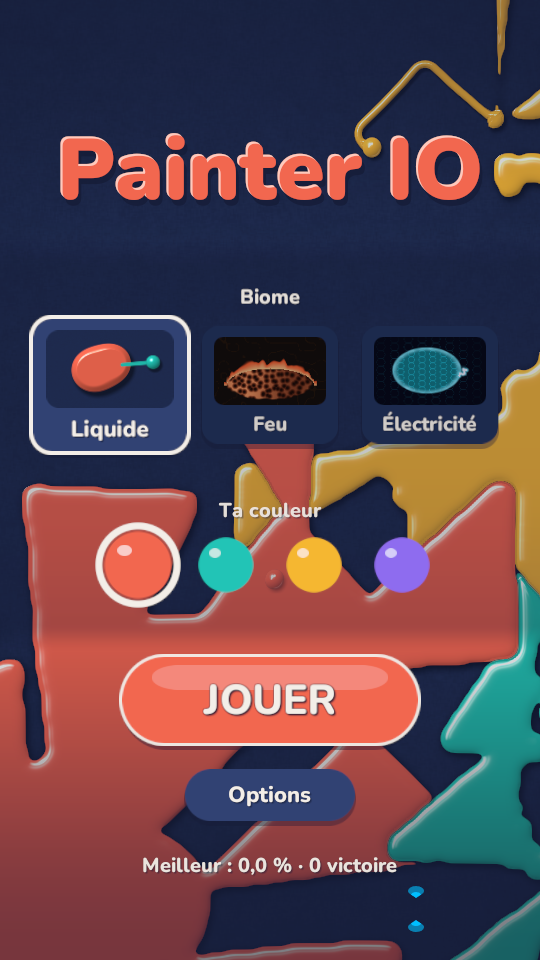 Painter IO
Biome
Liquide
Feu
Électricité
Ta couleur
JOUER
Options
Meilleur : 0,0 % · 0 victoire